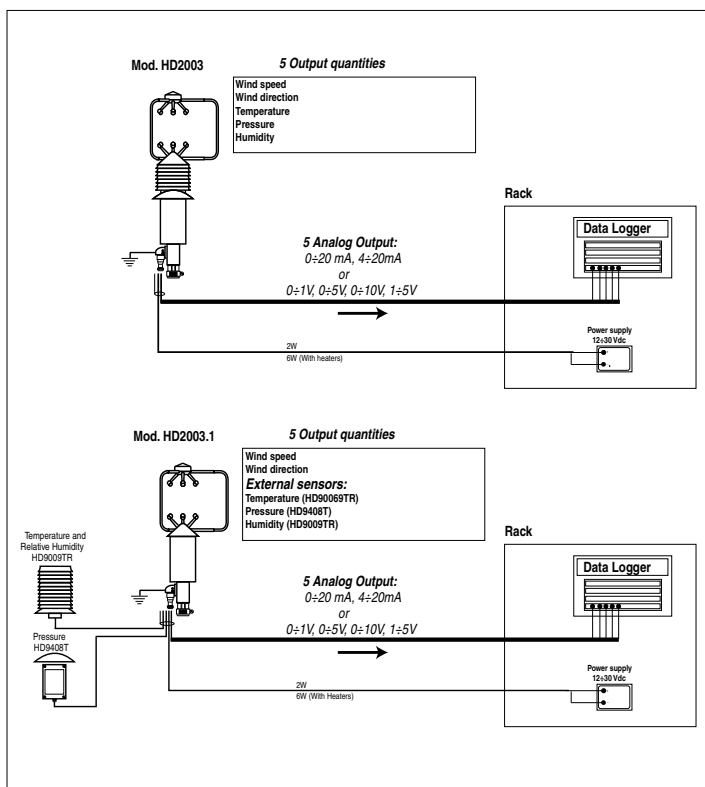 Mod. HD2003
5 Output quantities
Wind speed
Wind direction
Temperature
Pressure
Humidity
Rack
Data Logger
5 Analog Output:
0÷20 mA, 4÷20mA
or
0÷1V, 0÷5V, 0÷10V, 1÷5V
Power supply
12÷30 Vdc
2W
6W (With heaters)
Mod. HD2003.1
5 Output quantities
Wind speed
Wind direction
External sensors:
Temperature (HD90069TR)
Pressure (HD9408T)
Humidity (HD9009TR)
Temperature and
Relative Humidity
HD9009TR
Pressure
HD9408T
Rack
Data Logger
5 Analog Output:
0÷20 mA, 4÷20mA
or
0÷1V, 0÷5V, 0÷10V, 1÷5V
Power supply
12÷30 Vdc
2W
6W (With Heaters)